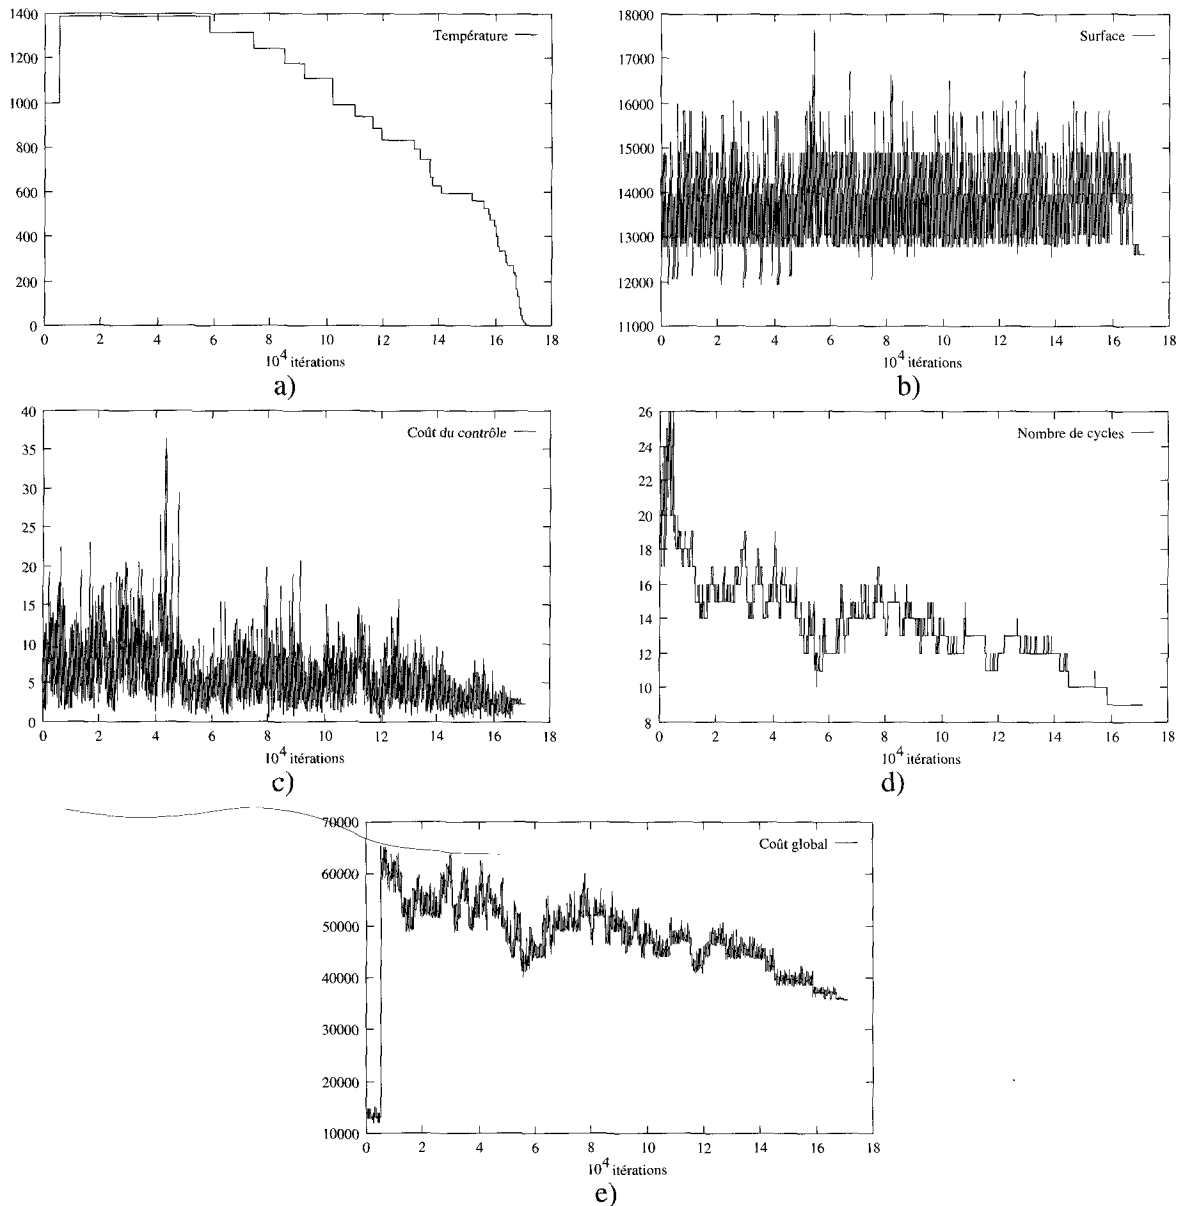 Température
1400
1200
1000
800
600
400
200
0
0 2 4 6 8 10 12 14 16 18
10^4 itérations
a)
Surface
18000
17000
16000
15000
14000
13000
12000
11000
0 2 4 6 8 10 12 14 16 18
10^4 itérations
b)
Coût du contrôle
40
35
30
25
20
15
10
5
0
0 2 4 6 8 10 12 14 16 18
10^4 itérations
c)
Nombre de cycles
26
24
22
20
18
16
14
12
10
8
0 2 4 6 8 10 12 14 16 18
10^4 itérations
d)
Coût global
70000
60000
50000
40000
30000
20000
10000
0 2 4 6 8 10 12 14 16 18
10^4 itérations
e)